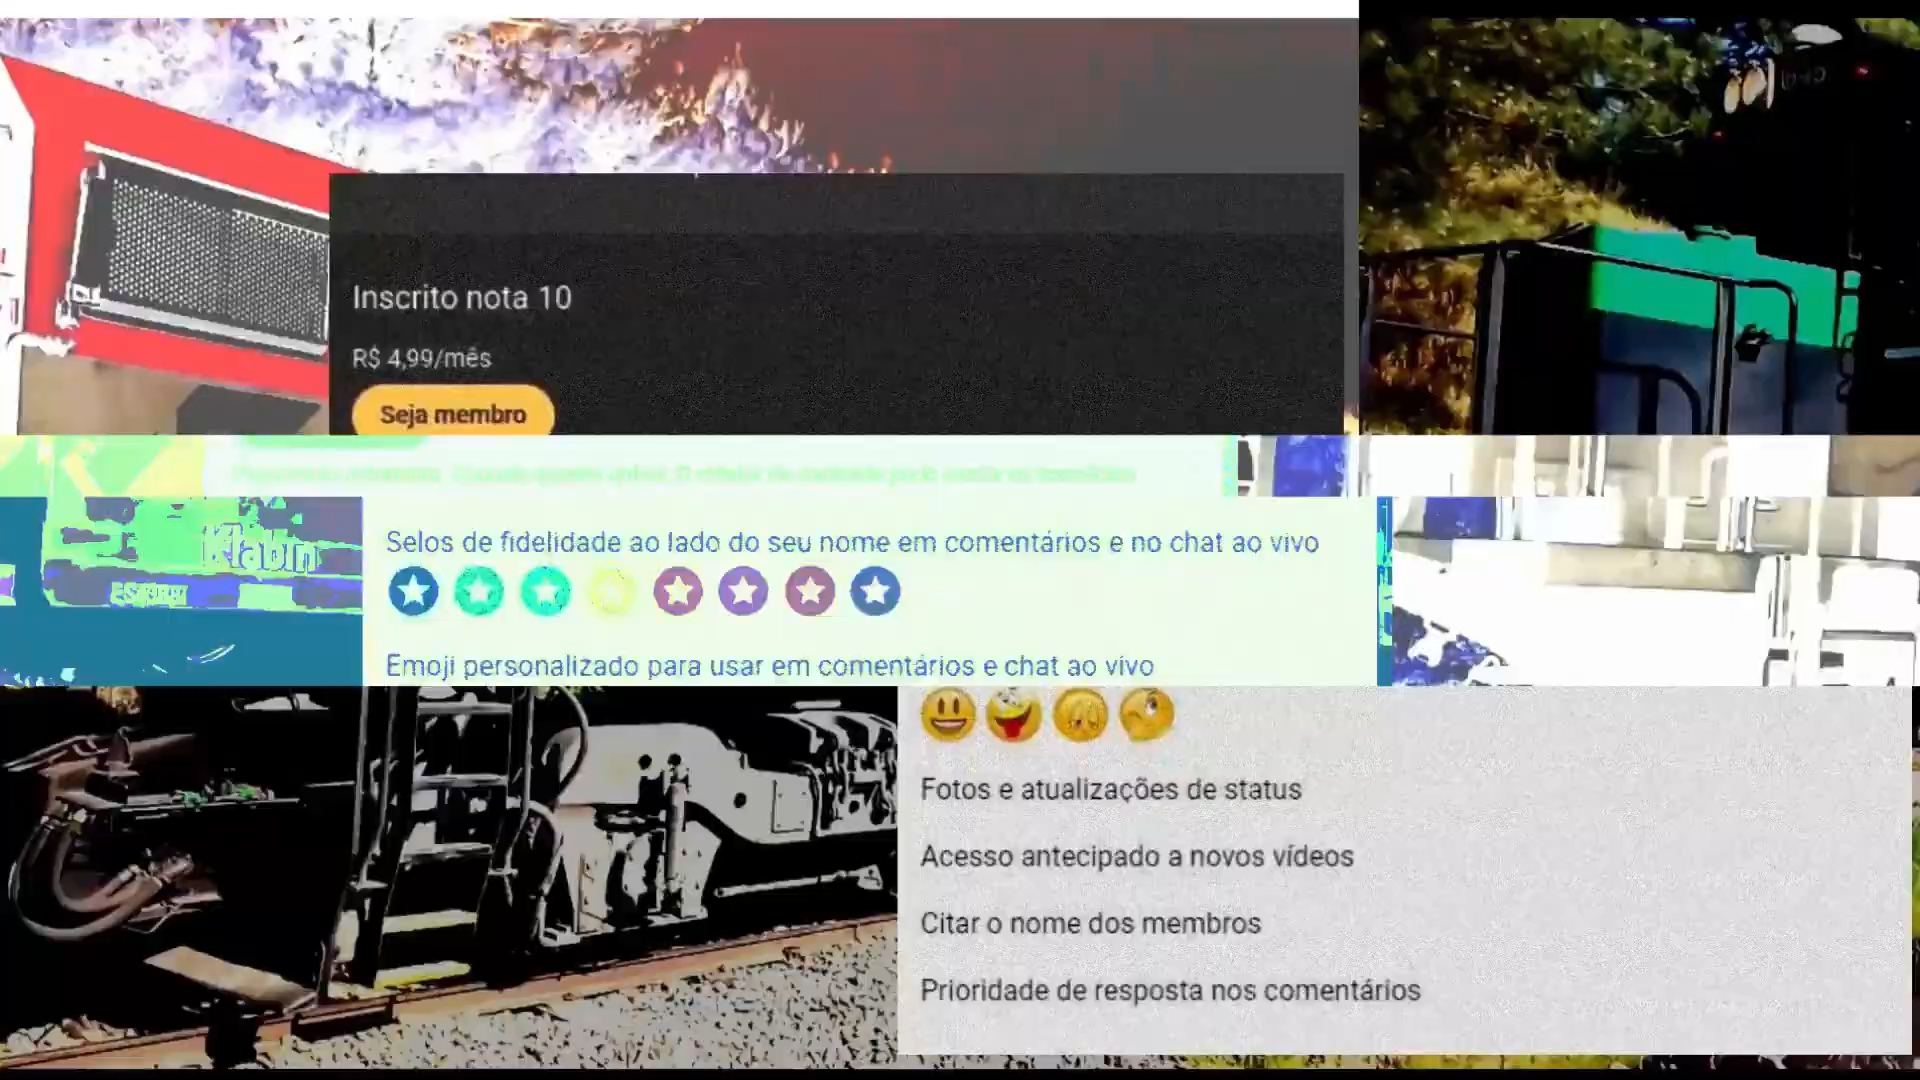 Inscrito nota 10
R$ 4,99/mês
Seja membro
Klabin
Selos de fidelidade ao lado do seu nome em comentários e no chat ao vivo
Emoji personalizado para usar em comentários e chat ao vivo
Fotos e atualizações de status
Acesso antecipado a novos vídeos
Citar o nome dos membros
Prioridade de resposta nos comentários